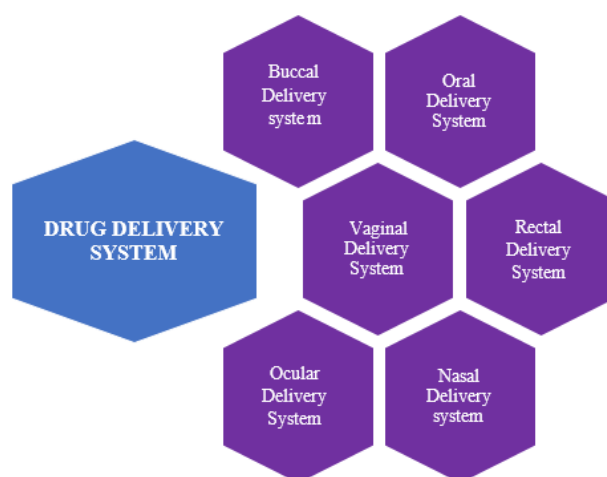 Buccal
Delivery
system
Oral
Delivery
System
DRUG DELIVERY
SYSTEM
Vaginal
Delivery
System
Rectal
Delivery
System
Ocular
Delivery
System
Nasal
Delivery
system